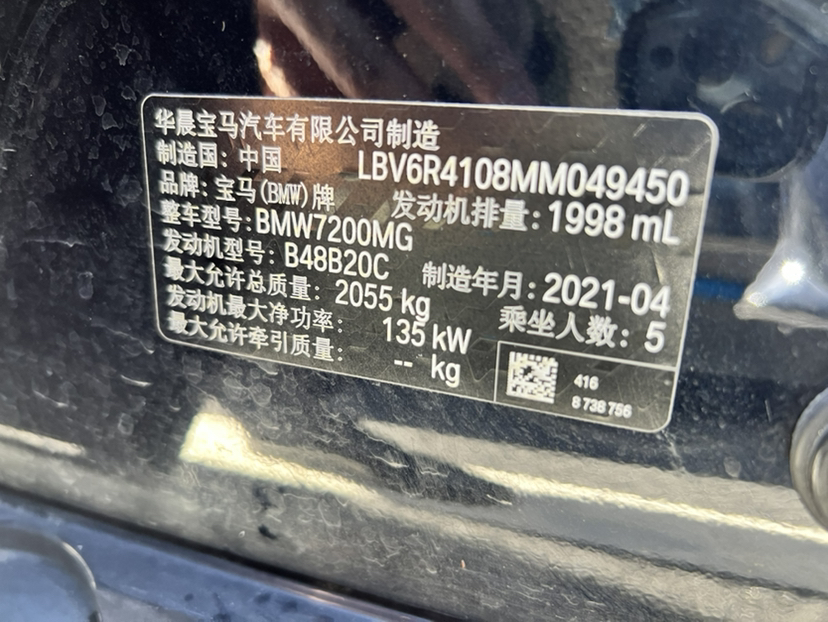 华晨宝马汽车有限公司制造
制造国: 中国 LBV6R4108MM049450
品牌: 宝马(BMW)牌 发动机排量: 1998 mL
整车型号: BMW7200MG
发动机型号: B48B20C 制造年月: 2021-04
最大允许总质量: 2055 kg 乘坐人数: 5
发动机最大净功率: 135 kW
最大允许牵引质量: -- kg
416
8 738 756